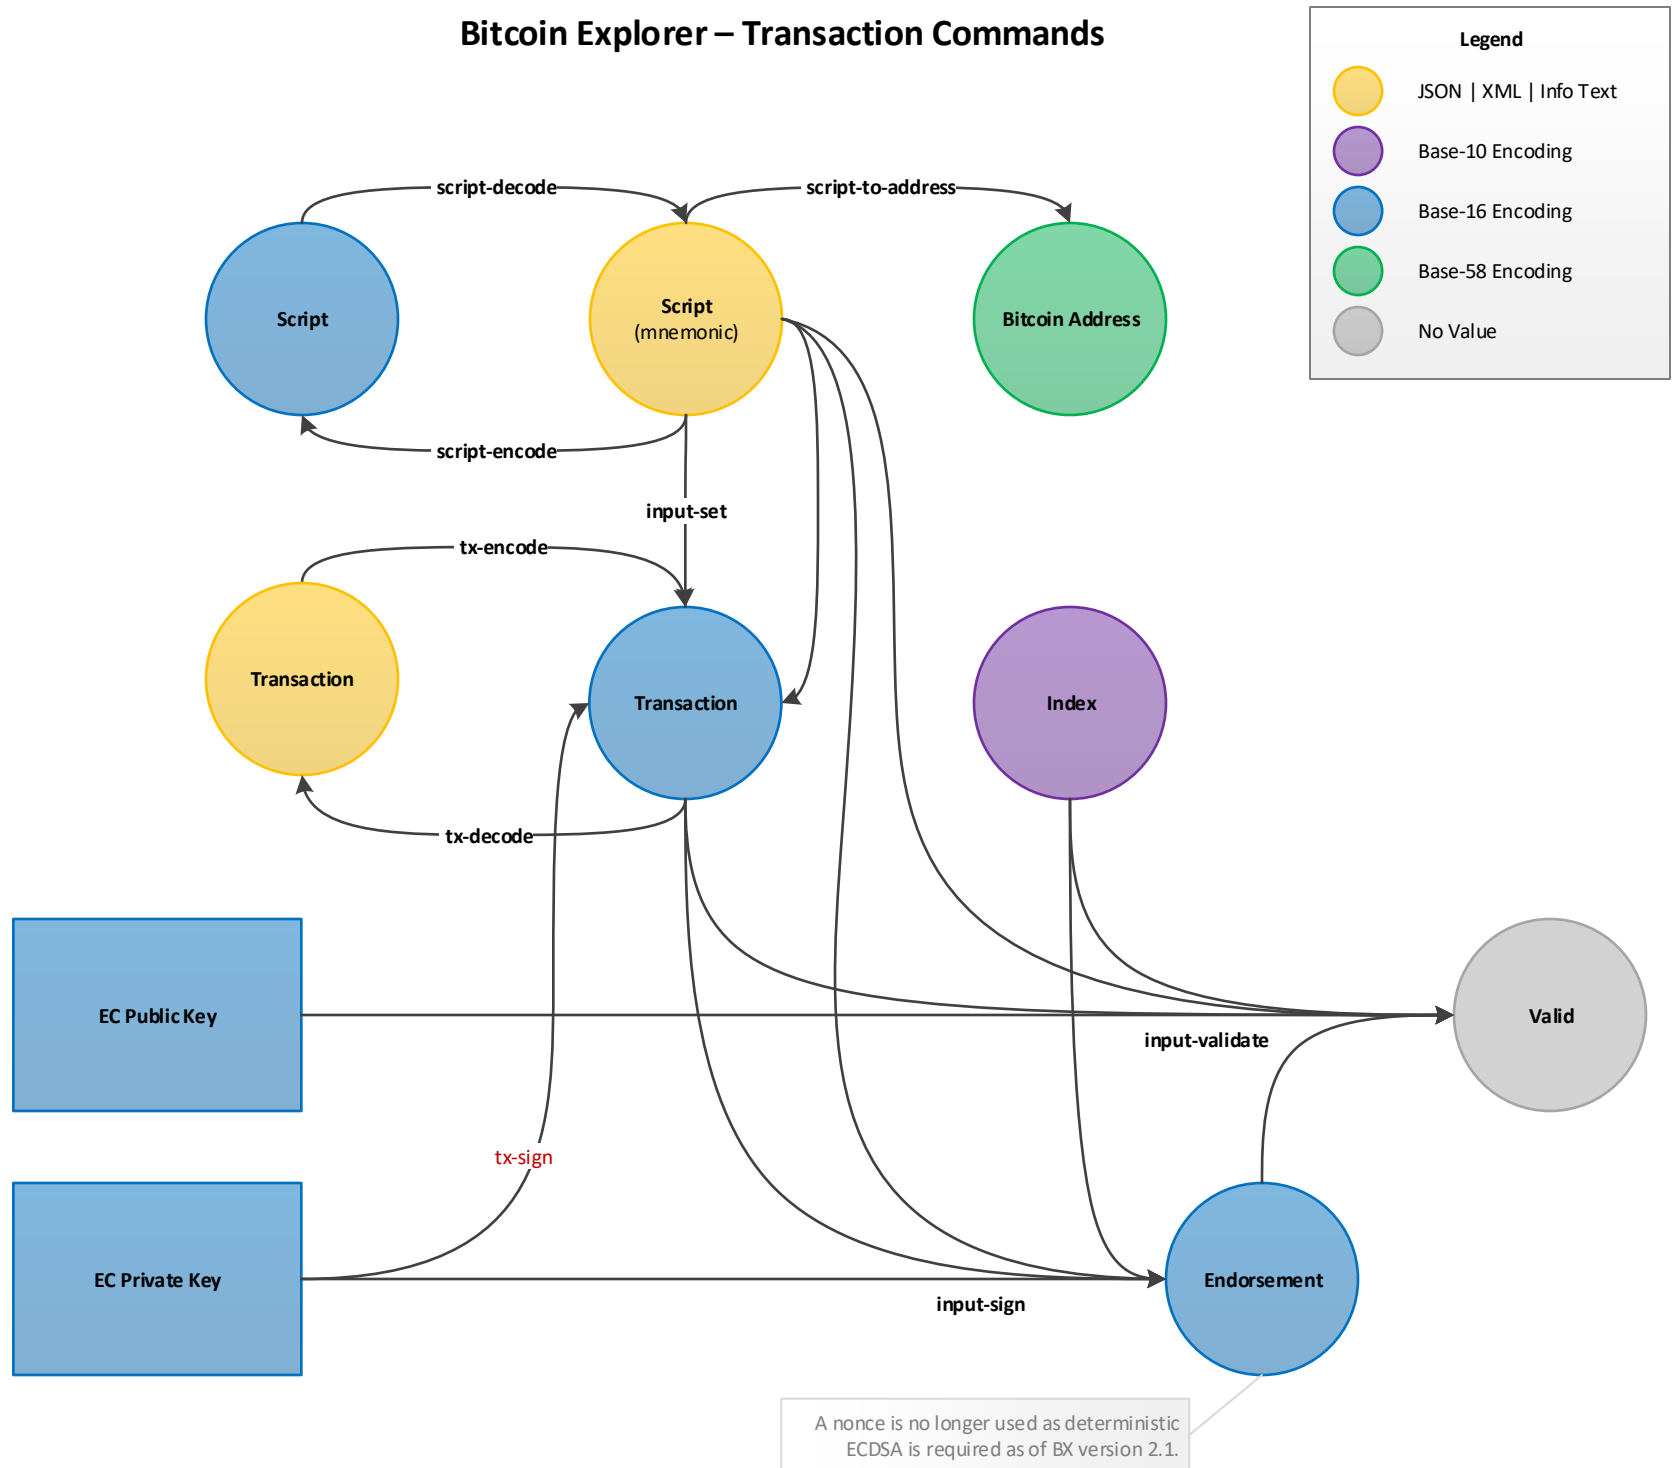 Bitcoin Explorer – Transaction Commands
Legend
JSON | XML | Info Text
Base-10 Encoding
Base-16 Encoding
Base-58 Encoding
No Value
script-decode
script-to-address
Script
Script
(mnemonic)
Bitcoin Address
script-encode
input-set
tx-encode
Transaction
Transaction
Index
tx-decode
EC Public Key
Valid
input-validate
tx-sign
EC Private Key
Endorsement
input-sign
A nonce is no longer used as deterministic
ECDSA is required as of BX version 2.1.